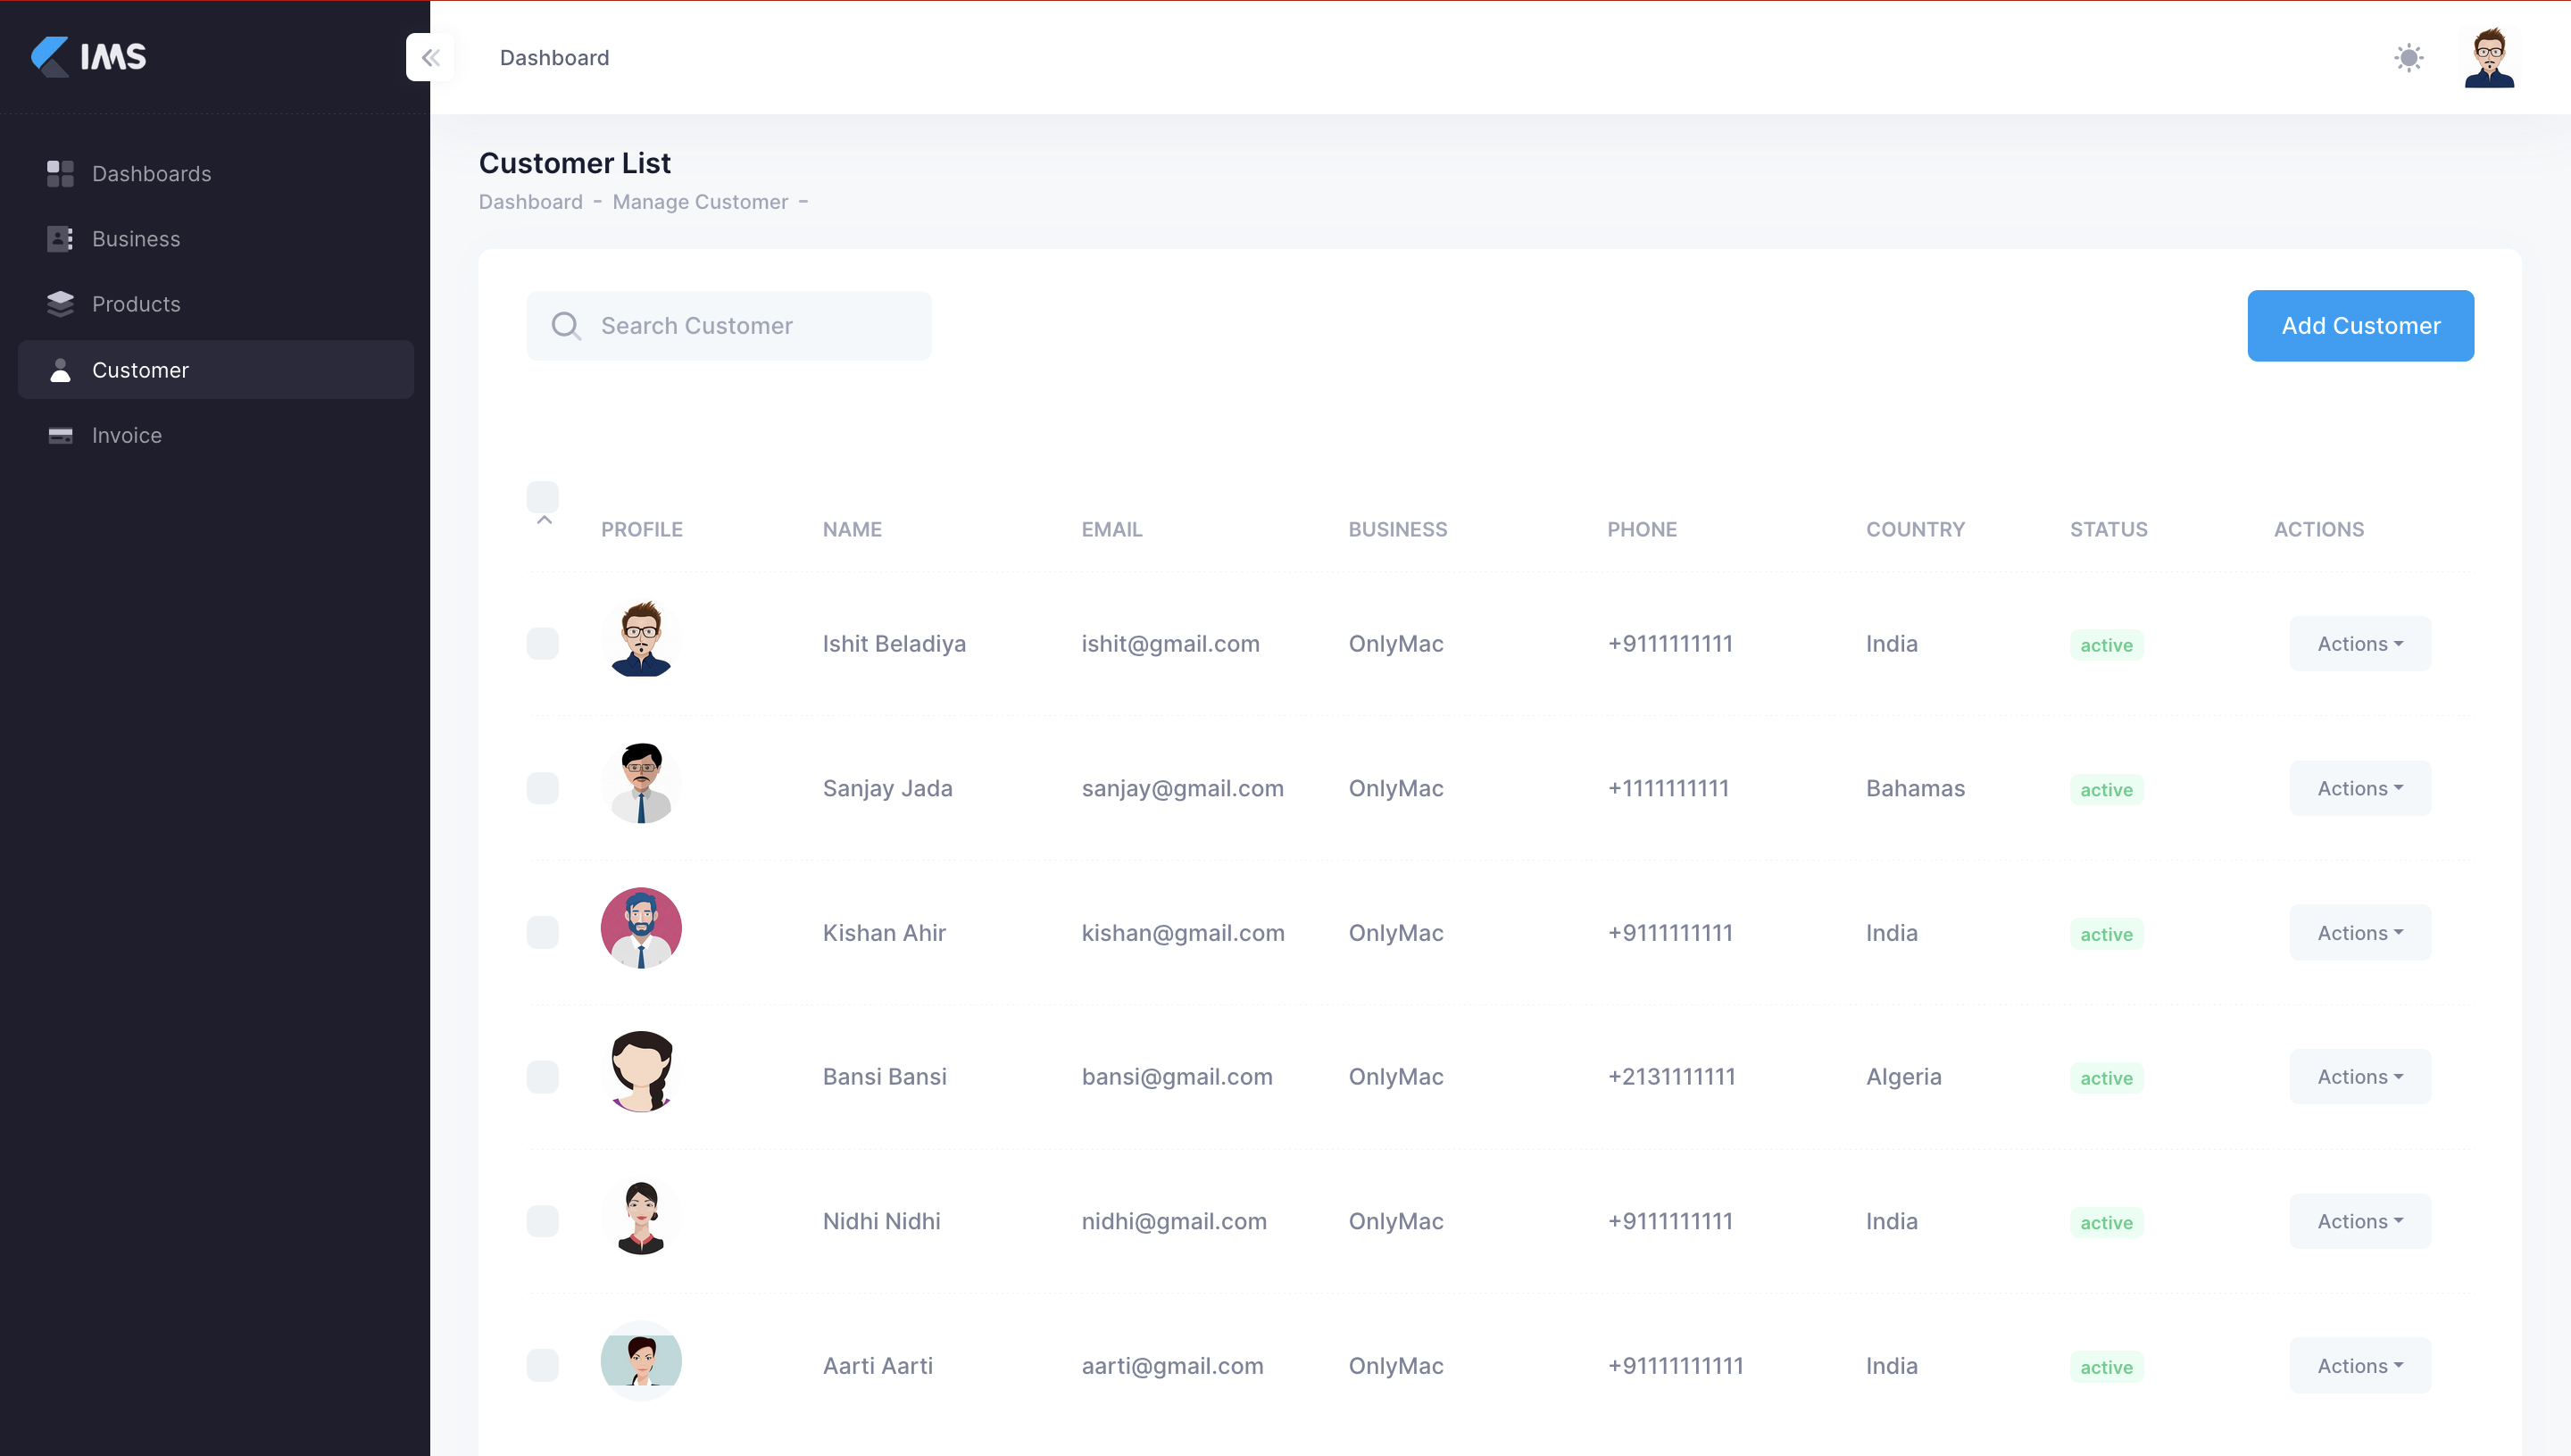 IMS
Dashboard
Dashboards
Business
Products
Customer
Invoice
Customer List
Dashboard - Manage Customer -
Search Customer
Add Customer
PROFILE NAME EMAIL BUSINESS PHONE COUNTRY STATUS ACTIONS
Ishit Beladiya ishit@gmail.com OnlyMac +9111111111 India active Actions
Sanjay Jada sanjay@gmail.com OnlyMac +1111111111 Bahamas active Actions
Kishan Ahir kishan@gmail.com OnlyMac +9111111111 India active Actions
Bansi Bansi bansi@gmail.com OnlyMac +2131111111 Algeria active Actions
Nidhi Nidhi nidhi@gmail.com OnlyMac +9111111111 India active Actions
Aarti Aarti aarti@gmail.com OnlyMac +91111111111 India active Actions